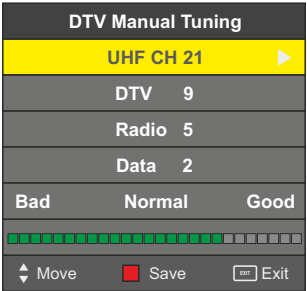 DTV Manual Tuning
UHF CH 21
DTV 9
Radio 5
Data 2
Bad Normal Good
Move Save EXIT Exit